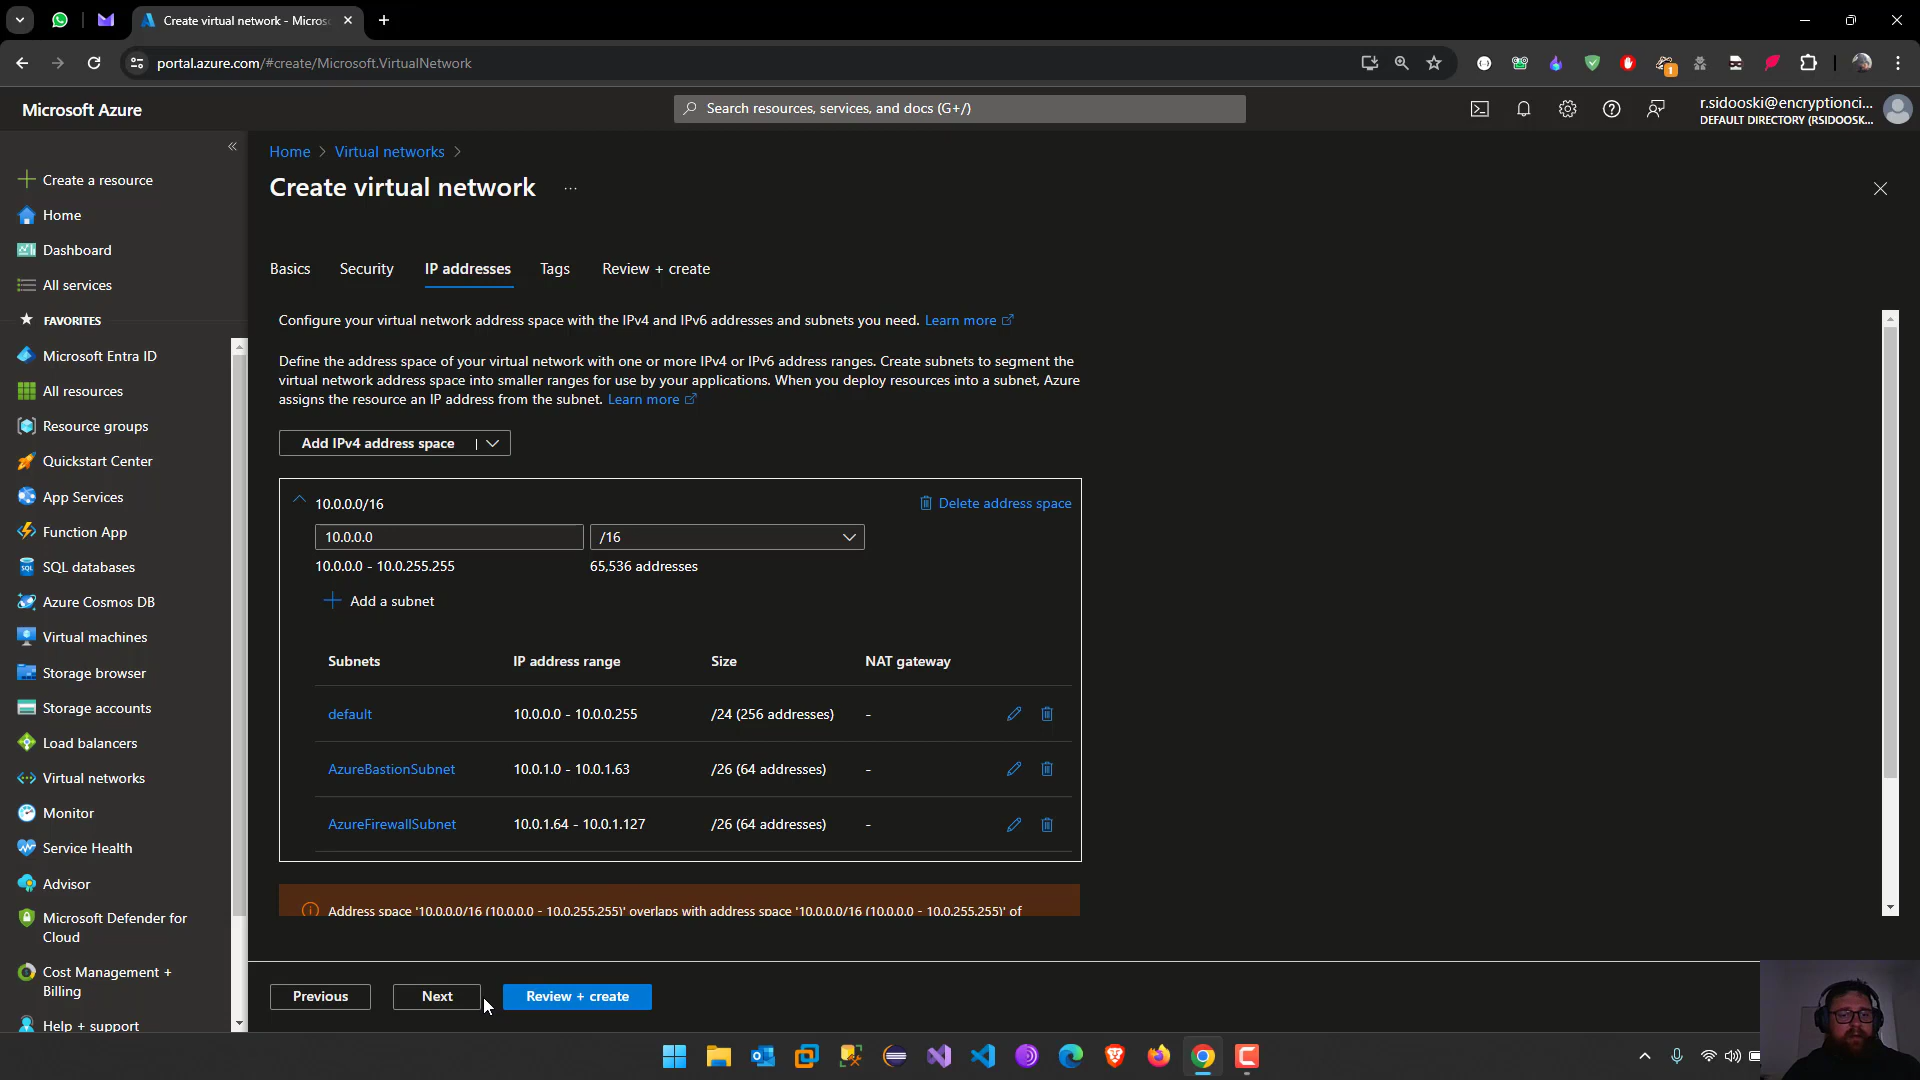 Create virtual network - Micros
portal.azure.com/#create/Microsoft.VirtualNetwork
1
Microsoft Azure
Search resources, services, and docs (G+/)
r.sidooski@encryptionci...
DEFAULT DIRECTORY (RSIDOOSK...
Create a resource
Home
Dashboard
All services
FAVORITES
Microsoft Entra ID
All resources
Resource groups
Quickstart Center
App Services
Function App
SQL databases
Azure Cosmos DB
Virtual machines
Storage browser
Storage accounts
Load balancers
Virtual networks
Monitor
Service Health
Advisor
Microsoft Defender for
Cloud
Cost Management +
Billing
Help + support
Home > Virtual networks >
Create virtual network ...
Basics Security IP addresses Tags Review + create
Configure your virtual network address space with the IPv4 and IPv6 addresses and subnets you need. Learn more
Define the address space of your virtual network with one or more IPv4 or IPv6 address ranges. Create subnets to segment the
virtual network address space into smaller ranges for use by your applications. When you deploy resources into a subnet, Azure
assigns the resource an IP address from the subnet. Learn more
Add IPv4 address space |
10.0.0.0/16 Delete address space
10.0.0.0 /16
10.0.0.0 - 10.0.255.255 65,536 addresses
Add a subnet
Subnets IP address range Size NAT gateway
default 10.0.0.0 - 10.0.0.255 /24 (256 addresses) -
AzureBastionSubnet 10.0.1.0 - 10.0.1.63 /26 (64 addresses) -
AzureFirewallSubnet 10.0.1.64 - 10.0.1.127 /26 (64 addresses) -
Address space '10.0.0.0/16 (10.0.0.0 - 10.0.255.255)' overlaps with address space '10.0.0.0/16 (10.0.0.0 - 10.0.255.255)' of
Previous Next Review + create